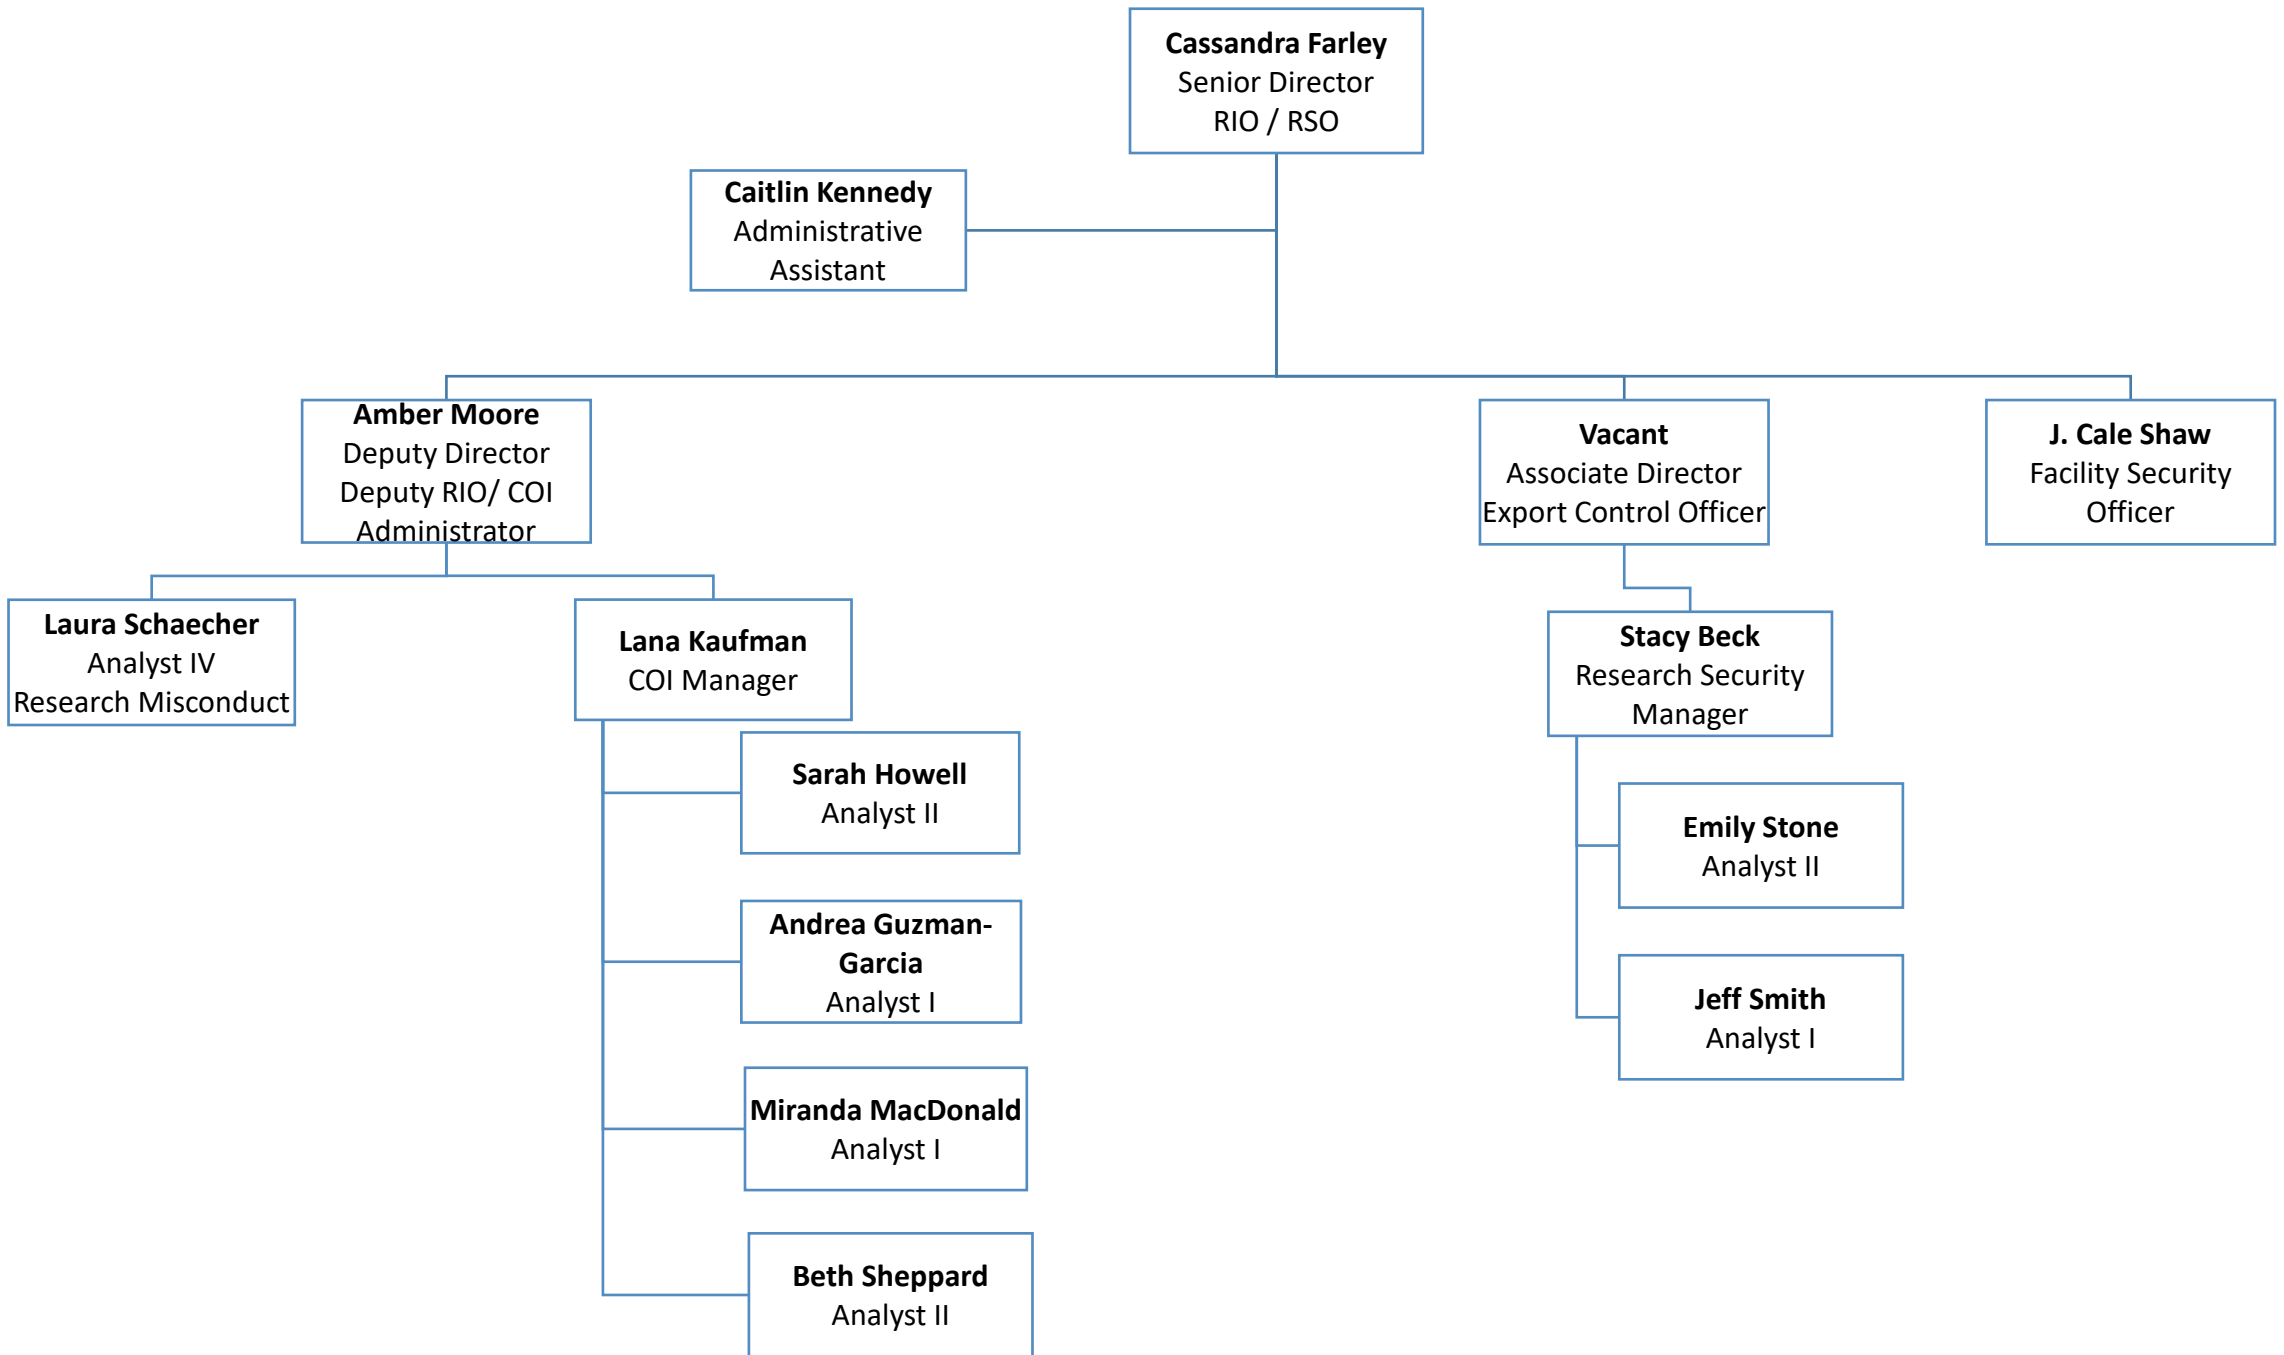 Cassandra Farley
Senior Director
RIO / RSO
Caitlin Kennedy
Administrative
Assistant
Amber Moore
Deputy Director
Deputy RIO/ COI
Administrator
Vacant
Associate Director
Export Control Officer
J. Cale Shaw
Facility Security
Officer
Laura Schaecher
Analyst IV
Research Misconduct
Lana Kaufman
COI Manager
Stacy Beck
Research Security
Manager
Sarah Howell
Analyst II
Andrea Guzman-
Garcia
Analyst I
Miranda MacDonald
Analyst I
Beth Sheppard
Analyst II
Emily Stone
Analyst II
Jeff Smith
Analyst I